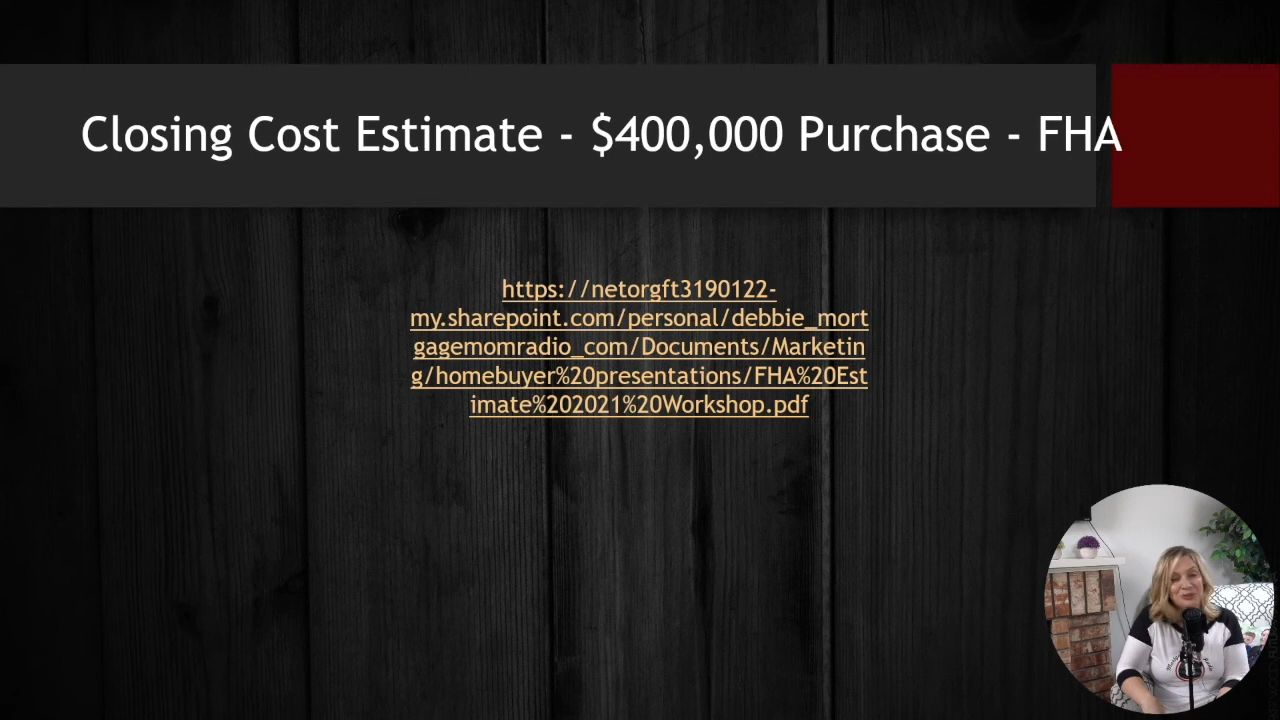 Closing Cost Estimate - $400,000 Purchase - FHA
https://netorgft3190122-
my.sharepoint.com/personal/debbie_mort
gagemomradio_com/Documents/Marketin
g/homebuyer%20presentations/FHA%20Est
imate%202021%20Workshop.pdf